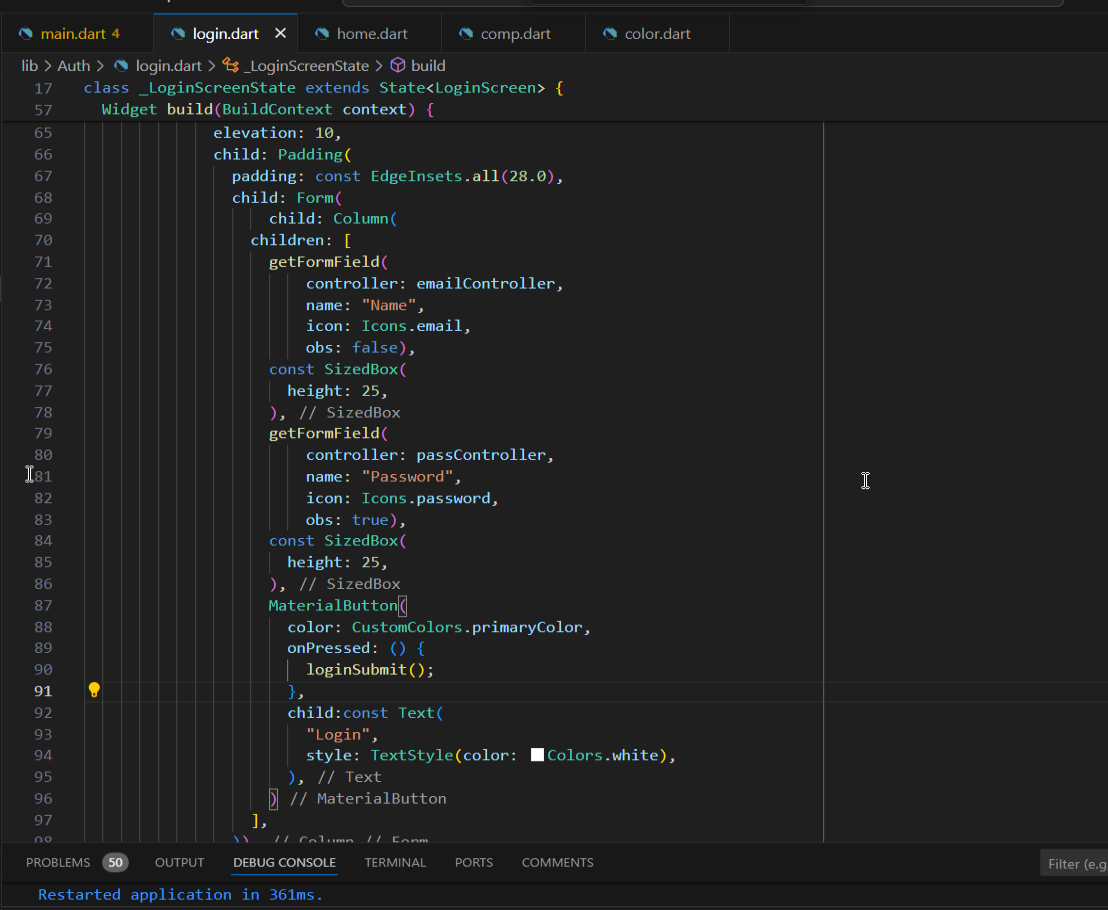 main.dart 4 login.dart home.dart comp.dart color.dart
lib > Auth > login.dart > _LoginScreenState > build
17 class _LoginScreenState extends State<LoginScreen> {
57 Widget build(BuildContext context) {
65 elevation: 10,
66 child: Padding(
67 padding: const EdgeInsets.all(28.0),
68 child: Form(
69 child: Column(
70 children: [
71 getFormField(
72 controller: emailController,
73 name: "Name",
74 icon: Icons.email,
75 obs: false),
76 const SizedBox(
77 height: 25,
78 ), // SizedBox
79 getFormField(
80 controller: passController,
81 name: "Password",
82 icon: Icons.password,
83 obs: true),
84 const SizedBox(
85 height: 25,
86 ), // SizedBox
87 MaterialButton(
88 color: CustomColors.primaryColor,
89 onPressed: () {
90 loginSubmit();
91 },
92 child:const Text(
93 "Login",
94 style: TextStyle(color: Colors.white),
95 ), // Text
96 ) // MaterialButton
97 ],
98 )), // Column // Form
PROBLEMS 50 OUTPUT DEBUG CONSOLE TERMINAL PORTS COMMENTS Filter (e.g
Restarted application in 361ms.